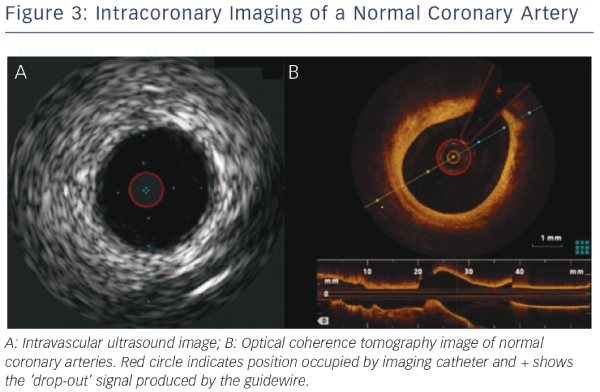 Figure 3: Intracoronary Imaging of a Normal Coronary Artery
A
B
1 mm
10 20 30 40 mm
mm
0
A: Intravascular ultrasound image; B: Optical coherence tomography image of normal
coronary arteries. Red circle indicates position occupied by imaging catheter and + shows
the ‘drop-out’ signal produced by the guidewire.